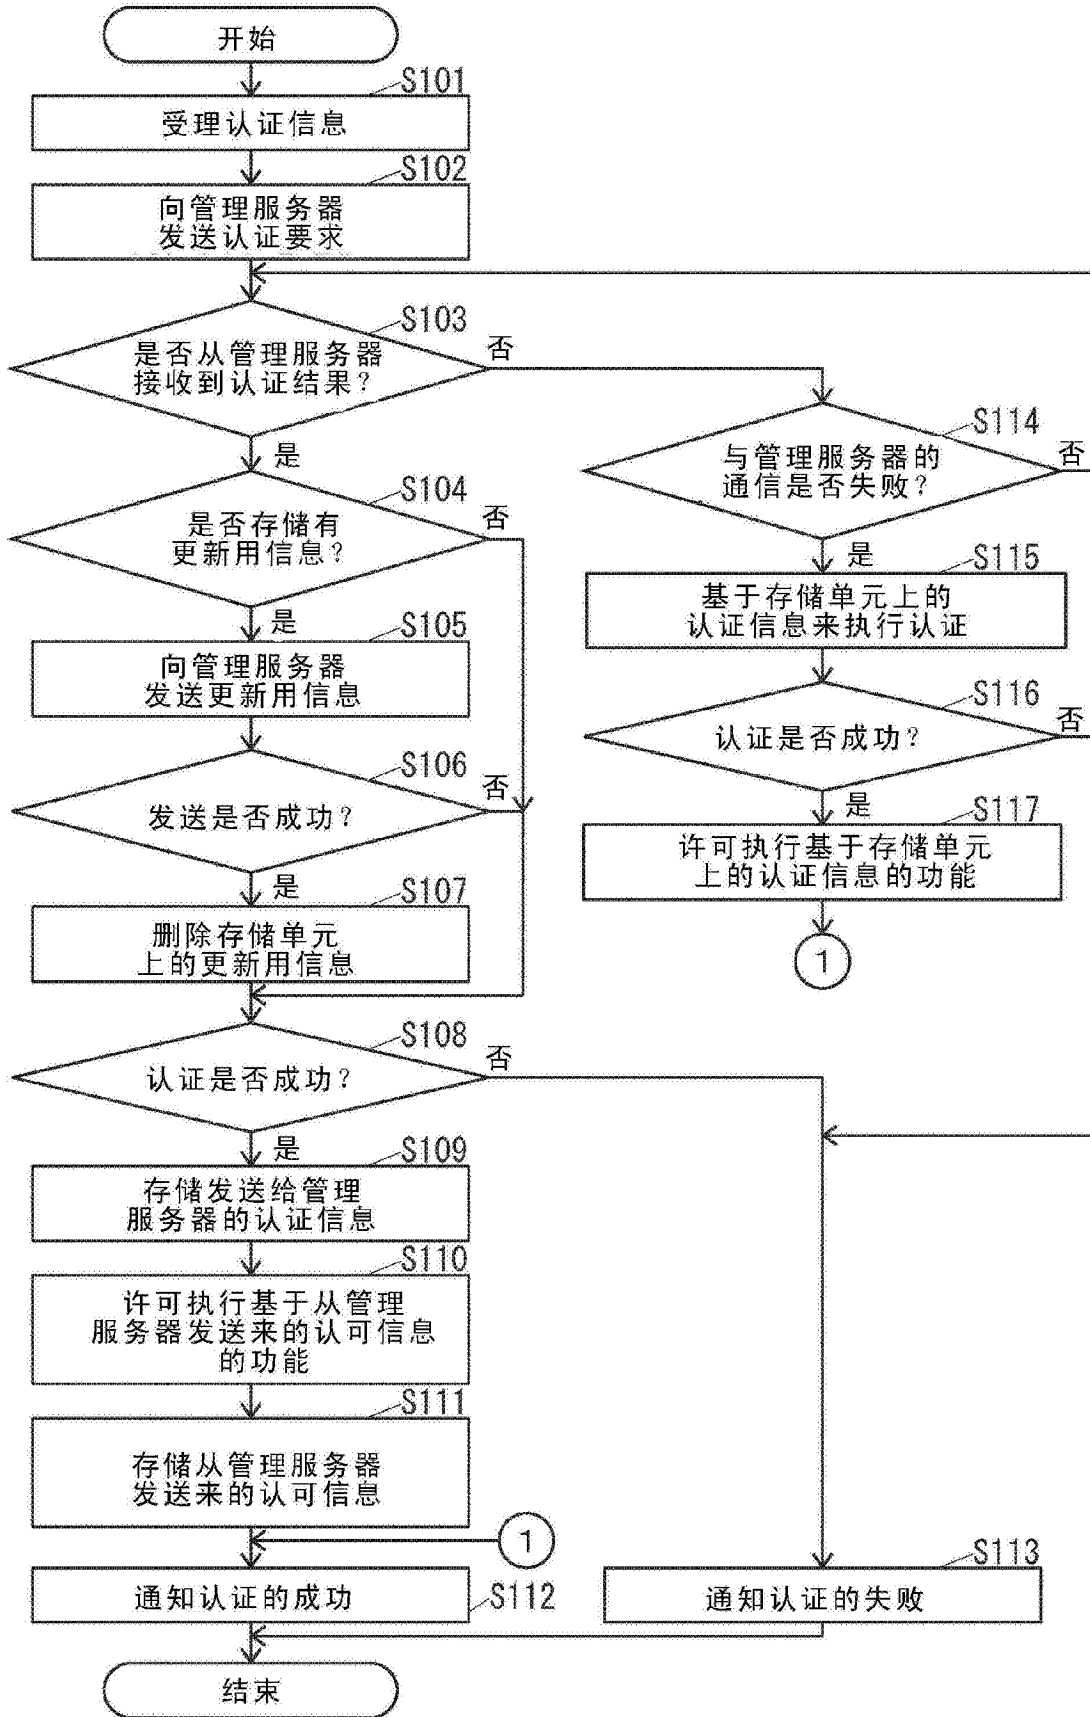 开始
S101
受理认证信息
S102
向管理服务器
发送认证要求
S103
是否从管理服务器
接收到认证结果？
否
是
S104
是否存储有
更新用信息？
否
是
S105
向管理服务器
发送更新用信息
S106
发送是否成功？
否
是
S107
删除存储单元
上的更新用信息
S108
认证是否成功？
否
是
S109
存储发送给管理
服务器的认证信息
S110
许可执行基于从管理
服务器发送来的认可信息
的功能
S111
存储从管理服务器
发送来的认可信息
1
通知认证的成功
S112
S113
通知认证的失败
结束
S114
与管理服务器的
通信是否失败？
否
是
S115
基于存储单元上的
认证信息来执行认证
S116
认证是否成功？
否
是
S117
许可执行基于存储单元
上的认证信息的功能
1